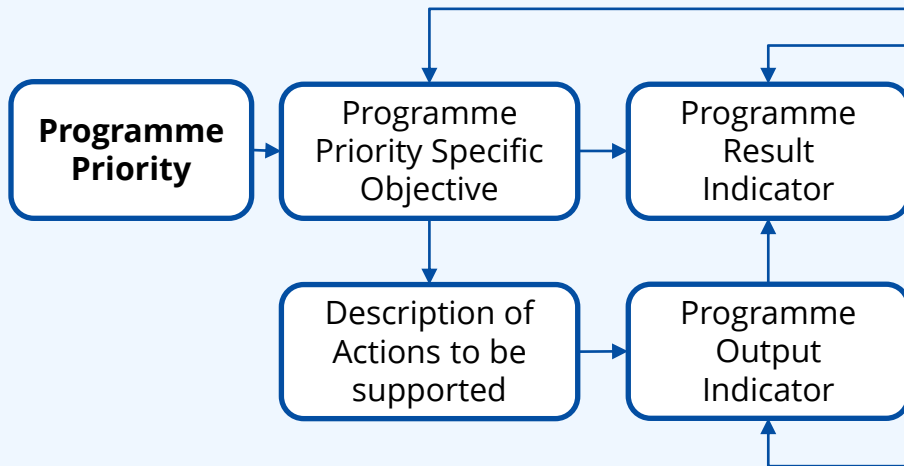 Programme
Priority
Programme
Priority Specific
Objective
Programme
Result
Indicator
Description of
Actions to be
supported
Programme
Output
Indicator